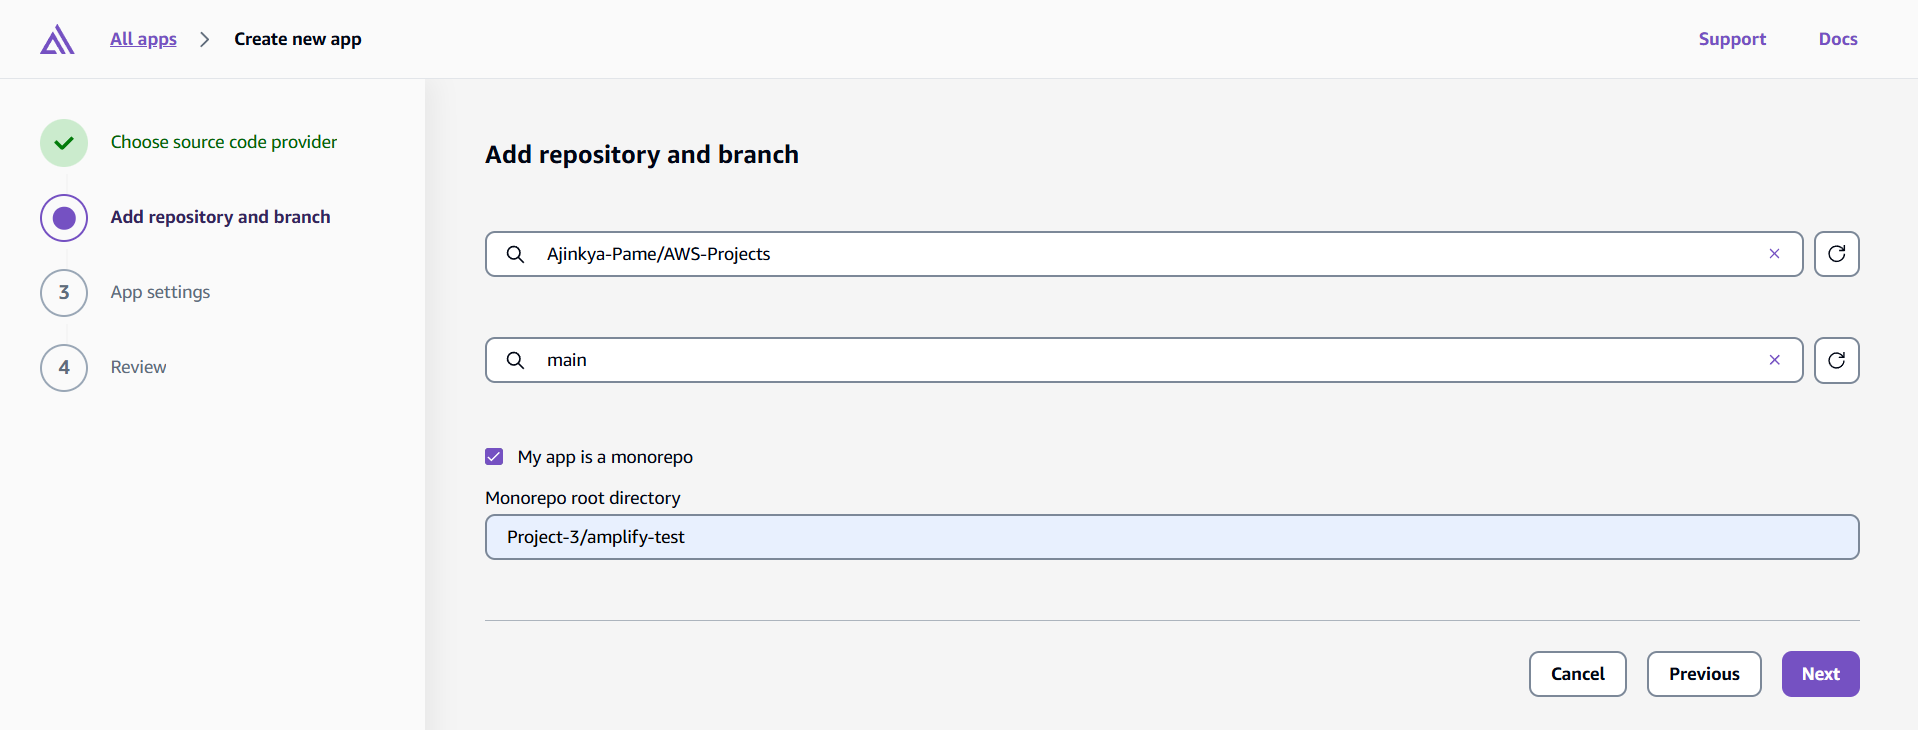 All apps > Create new app
Support
Docs
Choose source code provider
Add repository and branch
3 App settings
4 Review
Add repository and branch
Ajinkya-Pame/AWS-Projects
main
My app is a monorepo
Monorepo root directory
Project-3/amplify-test
Cancel
Previous
Next